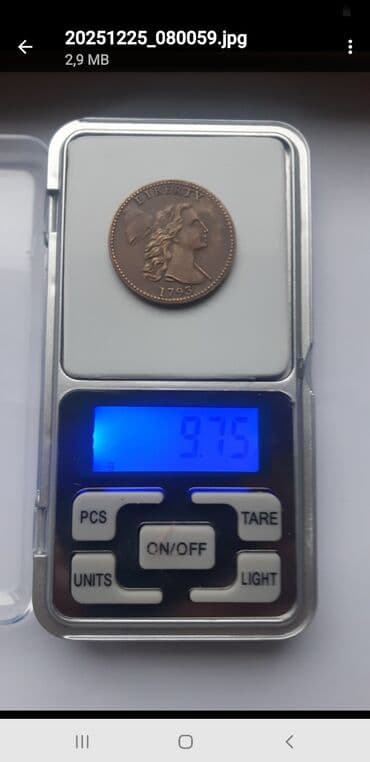 20251225_080059.jpg
2,9 MB
LIBERTY
1793
9.75
g
PCS
TARE
ON/OFF
UNITS
LIGHT